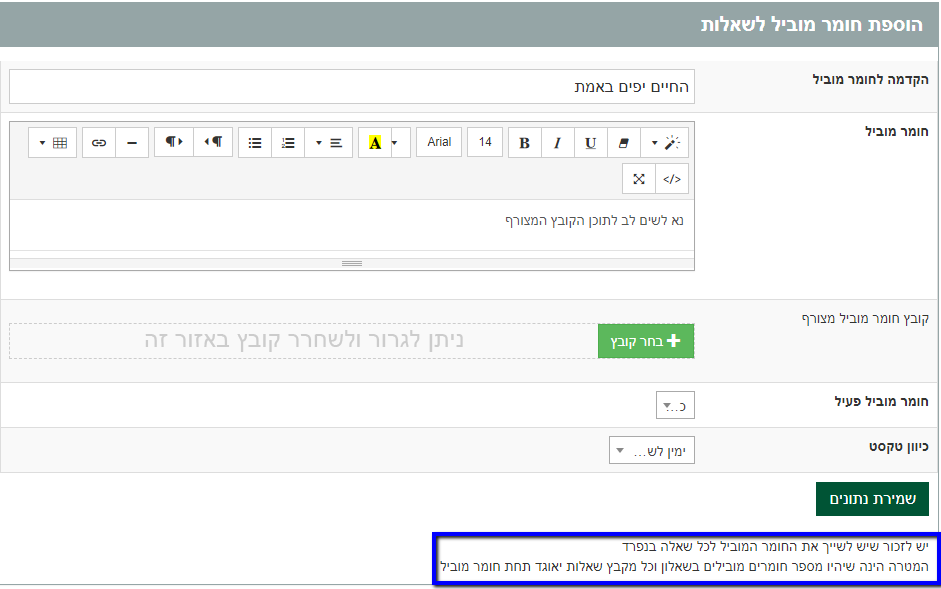 הוספת חומר מוביל לשאלות
הקדמה לחומר מוביל
החיים יפים באמת
חומר מוביל
B I U 14 Arial A
</>
נא לשים לב לתוכן הקובץ המצורף
קובץ חומר מוביל מצורף
בחר קובץ
ניתן לגרור ולשחרר קובץ באזור זה
חומר מוביל פעיל
כ...
כיוון טקסט
ימין לש...
שמירת נתונים
יש לזכור שיש לשייך את החומר המוביל לכל שאלה בנפרד
המטרה הינה שיהיו מספר חומרים מובילים בשאלון וכל מקבץ שאלות יאוגד תחת חומר מוביל